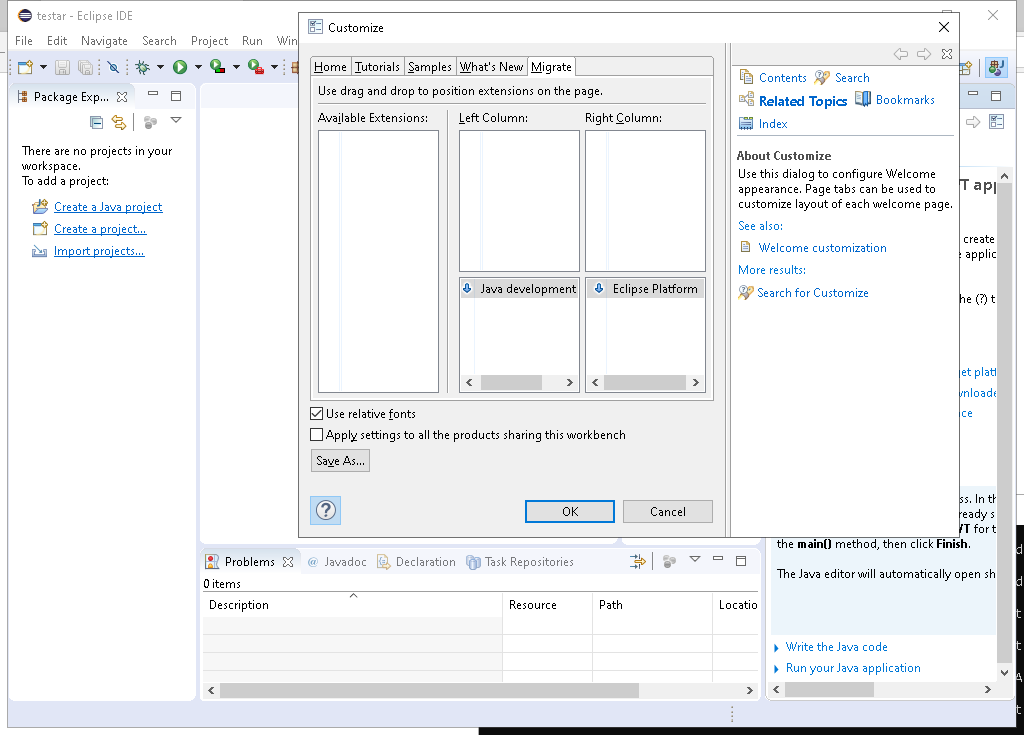 testar - Eclipse IDE
File Edit Navigate Search Project Run Win
Package Exp...
There are no projects in your
workspace.
To add a project:
Create a Java project
Create a project...
Import projects...
Customize
Home Tutorials Samples What's New Migrate
Use drag and drop to position extensions on the page.
Available Extensions: Left Column: Right Column:
Java development Eclipse Platform
Use relative fonts
Apply settings to all the products sharing this workbench
Save As...
OK Cancel
Contents Search
Related Topics Bookmarks
Index
About Customize
Use this dialog to configure Welcome
appearance. Page tabs can be used to
customize layout of each welcome page.
See also:
Welcome customization
More results:
Search for Customize
create
he (?) t
ss. In th
for t
the main() method, then click Finish.
The Java editor will automatically open sh
Write the Java code
Run your Java application
Problems @ Javadoc Declaration Task Repositories
0 items
Description Resource Path Locatio